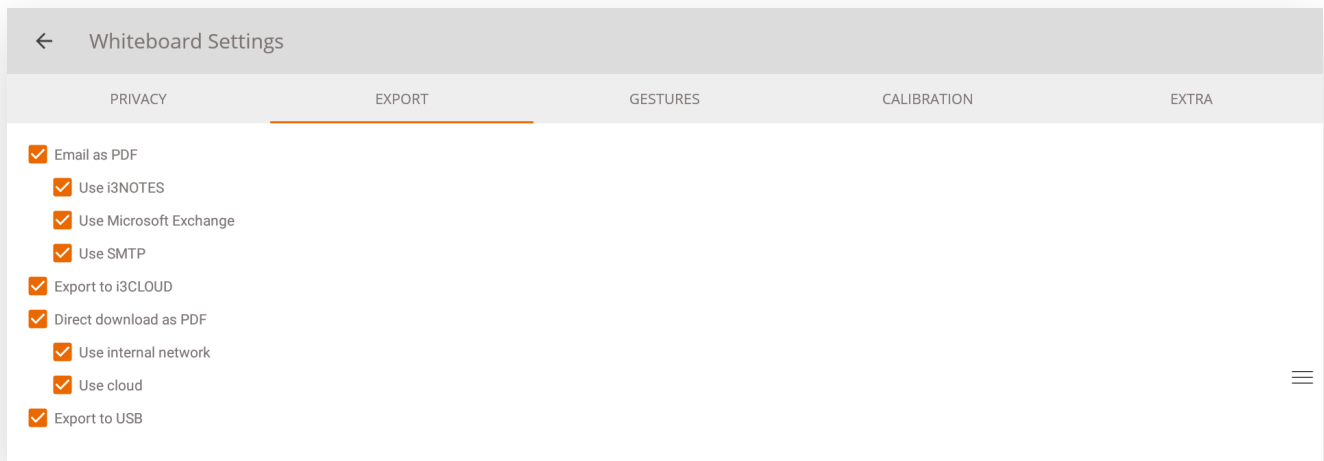 Whiteboard Settings
PRIVACY EXPORT GESTURES CALIBRATION EXTRA
Email as PDF
Use i3NOTES
Use Microsoft Exchange
Use SMTP
Export to i3CLOUD
Direct download as PDF
Use internal network
Use cloud
Export to USB